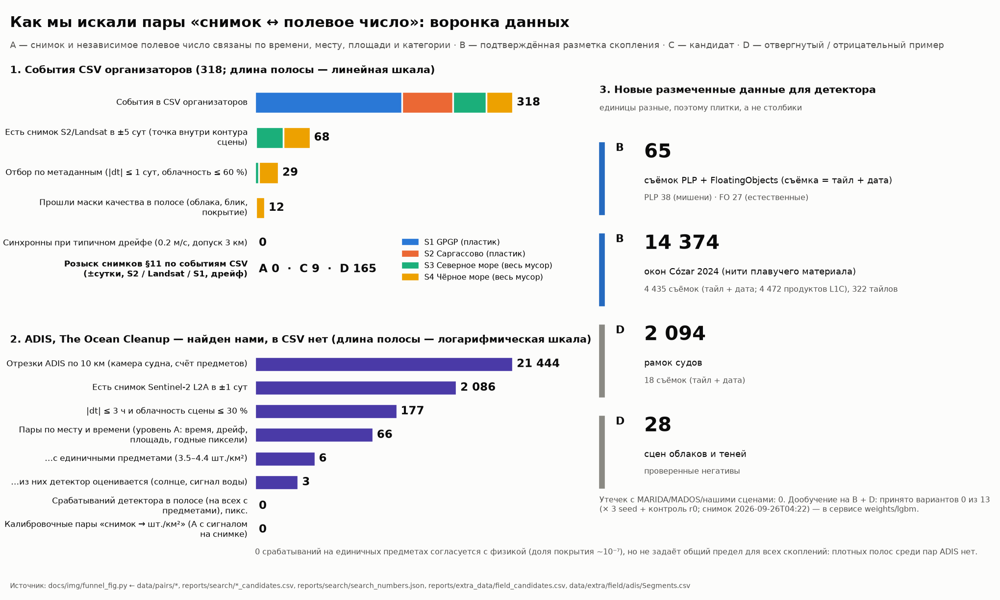 Как мы искали пары «снимок ↔ полевое число»: воронка данных
A — снимок и независимое полевое число связаны по времени, месту, площади и категории · B — подтверждённая разметка скопления · C — кандидат · D — отвергнутый / отрицательный пример
1. События CSV организаторов (318; длина полосы — линейная шкала)
События в CSV организаторов
318
Есть снимок S2/Landsat в ±5 сут (точка внутри контура
сцены)
68
Отбор по метаданным (|dt| ≤ 1 сут, облачность ≤ 60 %)
29
Прошли маски качества в полосе (облака, блик,
покрытие)
12
Синхронны при типичном дрейфе (0.2 м/с, допуск 3 км)
0
Розыск снимков §11 по событиям CSV
(±сутки, S2 / Landsat / S1, дрейф)
A 0 · C 9 · D 165
S1 GPGP (пластик)
S2 Саргассово (пластик)
S3 Северное море (весь мусор)
S4 Чёрное море (весь мусор)
2. ADIS, The Ocean Cleanup — найден нами, в CSV нет (длина полосы — логарифмическая шкала)
Отрезки ADIS по 10 км (камера судна, счёт предметов)
21 444
Есть снимок Sentinel-2 L2A в ±1 сут
2 086
|dt| ≤ 3 ч и облачность сцены ≤ 30 %
177
Пары по месту и времени (уровень A: время, дрейф,
площадь, годные пиксели)
66
…с единичными предметами (3.5–4.4 шт./км²)
6
…из них детектор оценивается (солнце, сигнал воды)
3
Срабатываний детектора в полосе (на всех с
предметами), пикс.
0
Калибровочные пары «снимок → шт./км²» (A с сигналом
на снимке)
0
0 срабатываний на единичных предметах согласуется с физикой (доля покрытия ~10⁻⁷), но не задаёт общий предел для всех скоплений: плотных полос среди пар ADIS нет.
3. Новые размеченные данные для детектора
единицы разные, поэтому плитки, а не столбики
B
65
съёмок PLP + FloatingObjects (съёмка = тайл + дата)
PLP 38 (мишени) · FO 27 (естественные)
B
14 374
окон Cózar 2024 (нити плавучего материала)
4 435 съёмок (тайл + дата; 4 472 продуктов L1C), 322 тайлов
D
2 094
рамок судов
18 съёмок (тайл + дата)
D
28
сцен облаков и теней
проверенные негативы
Утечек с MARIDA/MADOS/нашими сценами: 0. Дообучение на B + D: принято вариантов 0 из 13
(× 3 seed + контроль r0; снимок 2026-09-26T04:22) — в сервисе weights/lgbm.
Источник: docs/img/funnel_fig.py ← data/pairs/*, reports/search/*_candidates.csv, reports/search/search_numbers.json, reports/extra_data/field_candidates.csv, data/extra/field/adis/Segments.csv